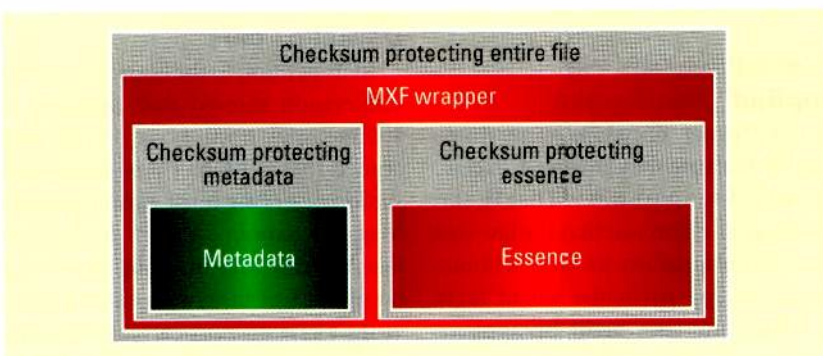 Checksum protecting entire file
MXF wrapper
Checksum protecting
metadata
Checksum protecting
essence
Metadata
Essence